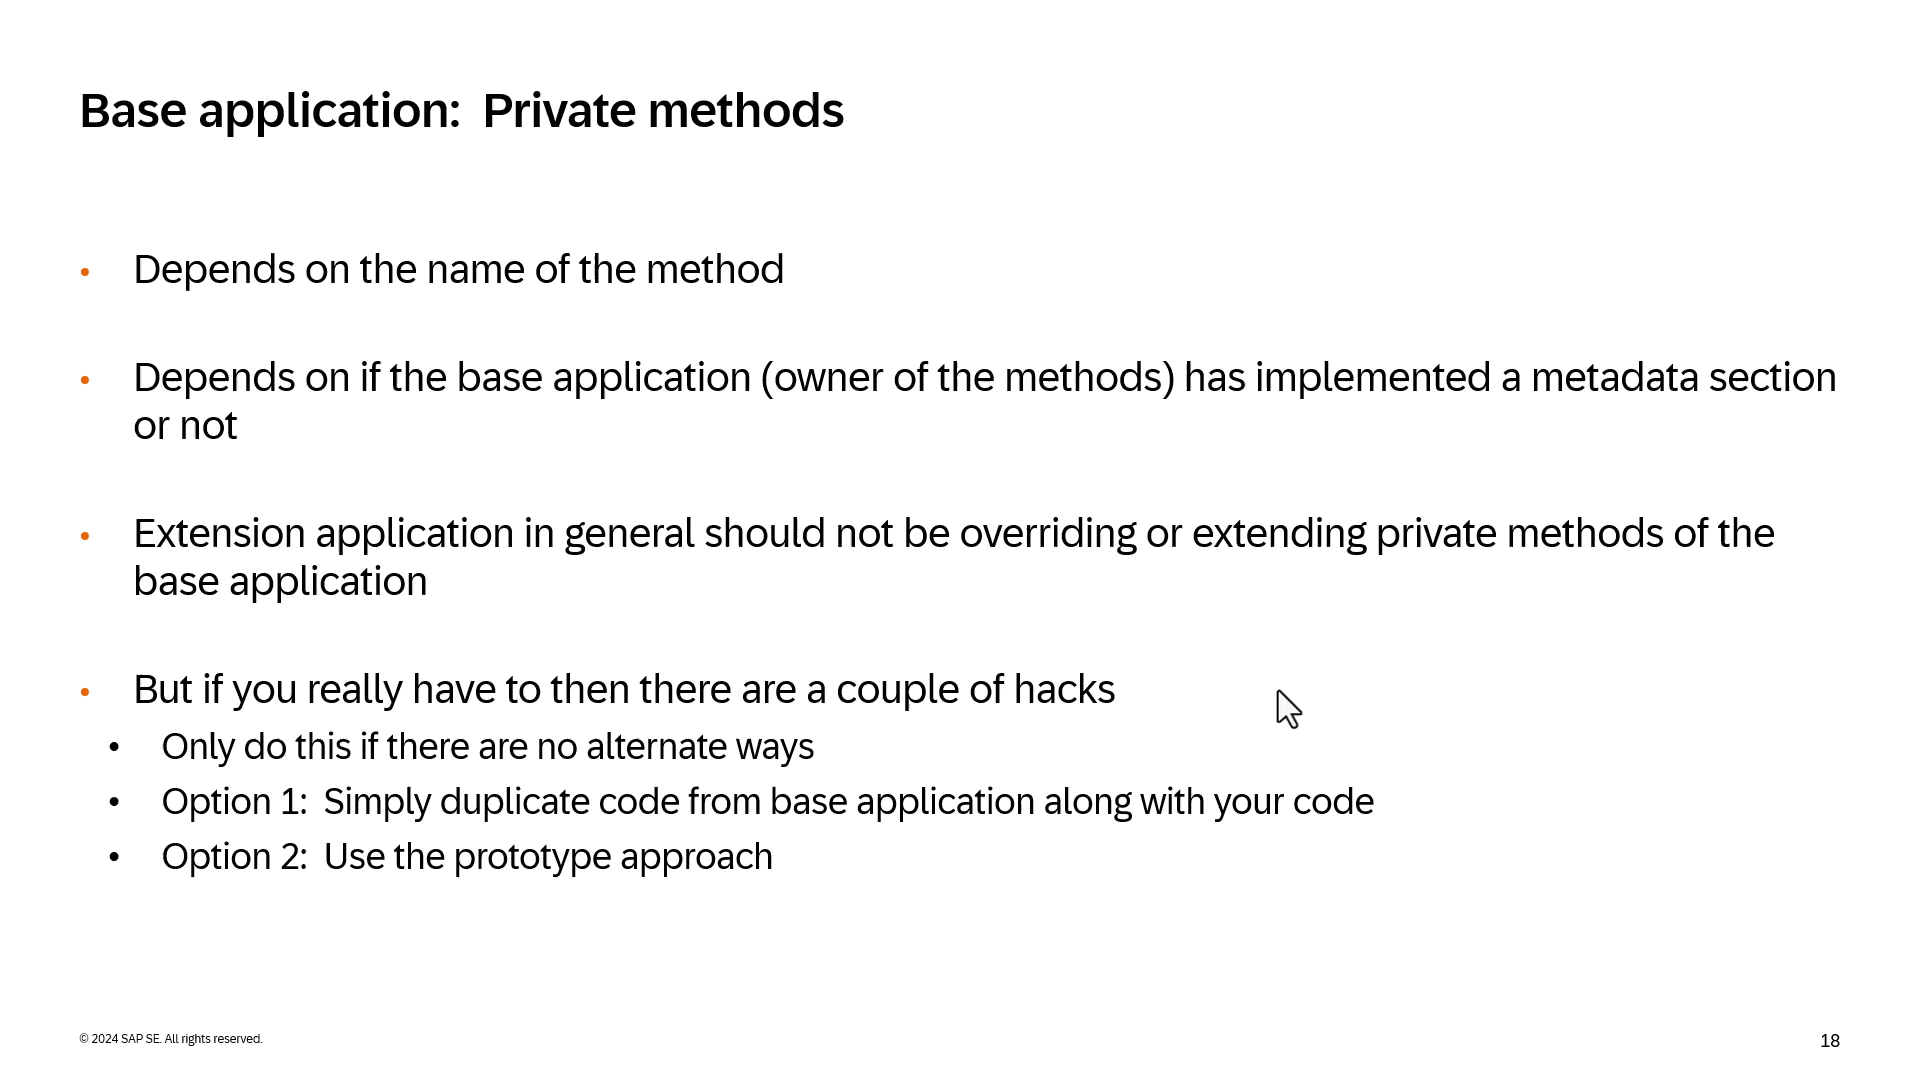 Base application:  Private methods
• Depends on the name of the method
• Depends on if the base application (owner of the methods) has implemented a metadata section
or not
• Extension application in general should not be overriding or extending private methods of the
base application
• But if you really have to then there are a couple of hacks
• Only do this if there are no alternate ways
• Option 1:  Simply duplicate code from base application along with your code
• Option 2:  Use the prototype approach
© 2024 SAP SE. All rights reserved.
18